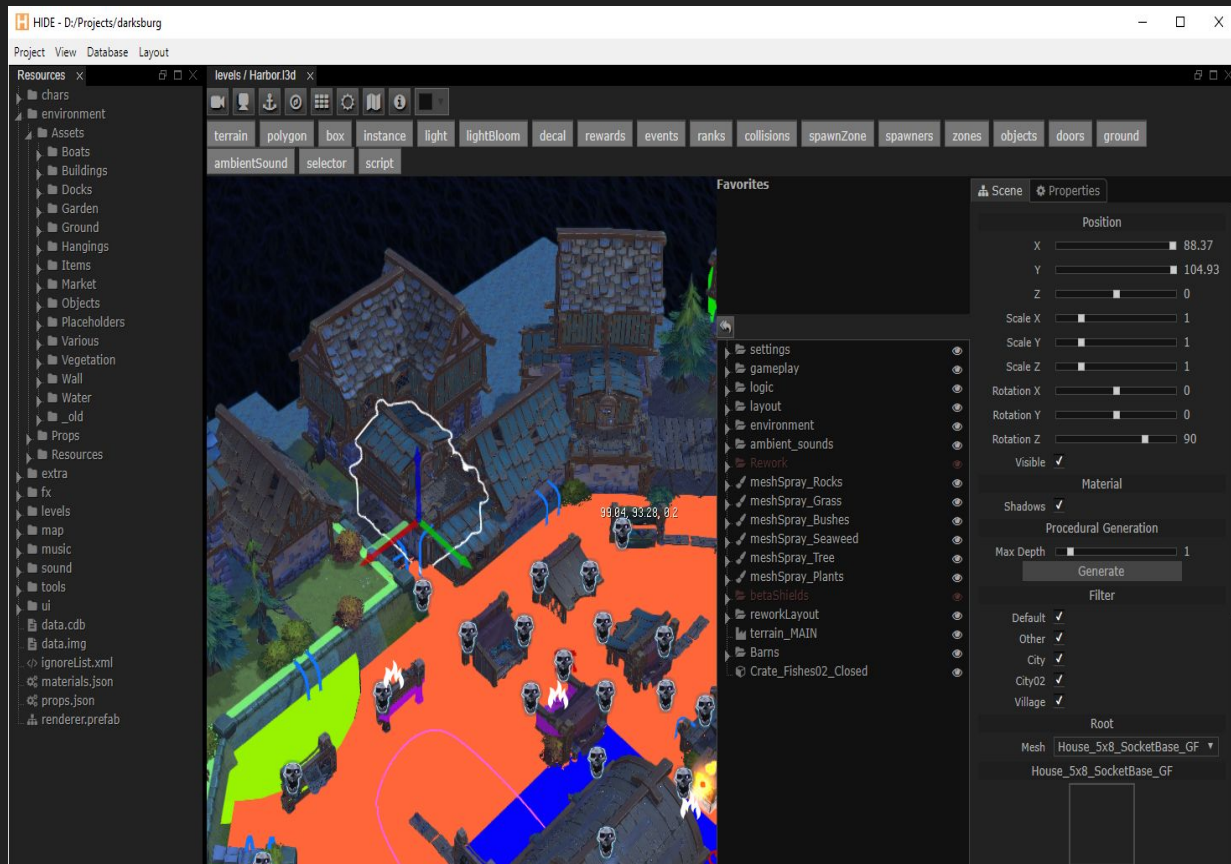 HIDE - D:/Projects/darksburg
Project View Database Layout
Resources x
levels / Harbor.l3d x
chars
environment
Assets
Boats
Buildings
Docks
Garden
Ground
Hangings
Items
Market
Objects
Placeholders
Various
Vegetation
Wall
Water
_old
Props
Resources
extra
fx
levels
map
music
sound
tools
ui
data.cdb
data.img
ignoreList.xml
materials.json
props.json
renderer.prefab
terrain polygon box instance light lightBloom decal rewards events ranks collisions spawnZone spawners zones objects doors ground
ambientSound selector script
99.04, 93.28, 0.2
Favorites
settings
gameplay
logic
layout
environment
ambient_sounds
Rework
meshSpray_Rocks
meshSpray_Grass
meshSpray_Bushes
meshSpray_Seaweed
meshSpray_Tree
meshSpray_Plants
betaShields
reworkLayout
terrain_MAIN
Barns
Crate_Fishes02_Closed
Scene Properties
Position
X 88.37
Y 104.93
Z 0
Scale X 1
Scale Y 1
Scale Z 1
Rotation X 0
Rotation Y 0
Rotation Z 90
Visible
Material
Shadows
Procedural Generation
Max Depth 1
Generate
Filter
Default
Other
City
City02
Village
Root
Mesh House_5x8_SocketBase_GF
House_5x8_SocketBase_GF